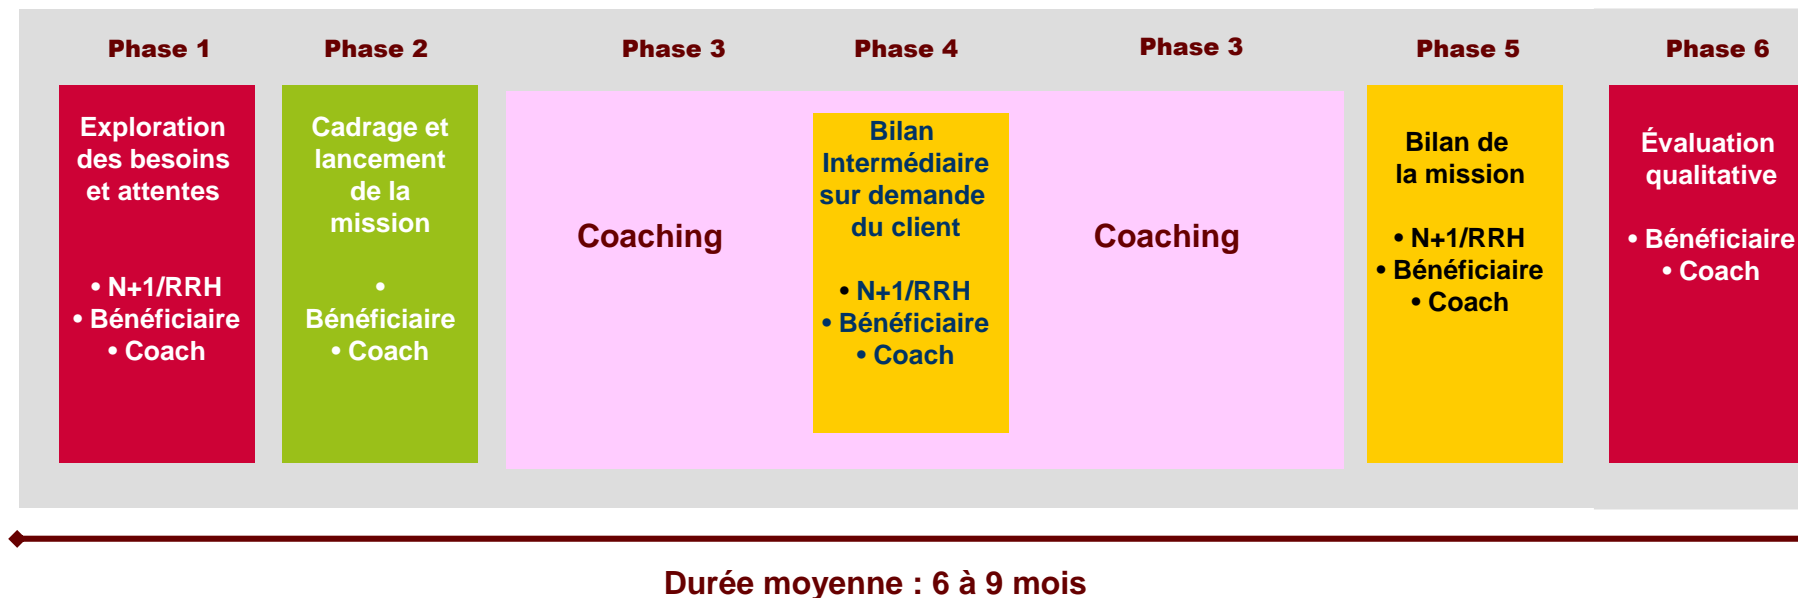 Phase 1
Phase 2
Phase 3
Phase 4
Phase 3
Phase 5
Phase 6
Exploration
des besoins
et attentes
• N+1/RRH
• Bénéficiaire
• Coach
Cadrage et
lancement
de la
mission
•
Bénéficiaire
• Coach
Coaching
Bilan
Intermédiaire
sur demande
du client
• N+1/RRH
• Bénéficiaire
• Coach
Coaching
Bilan de
la mission
• N+1/RRH
• Bénéficiaire
• Coach
Évaluation
qualitative
• Bénéficiaire
• Coach
Durée moyenne : 6 à 9 mois